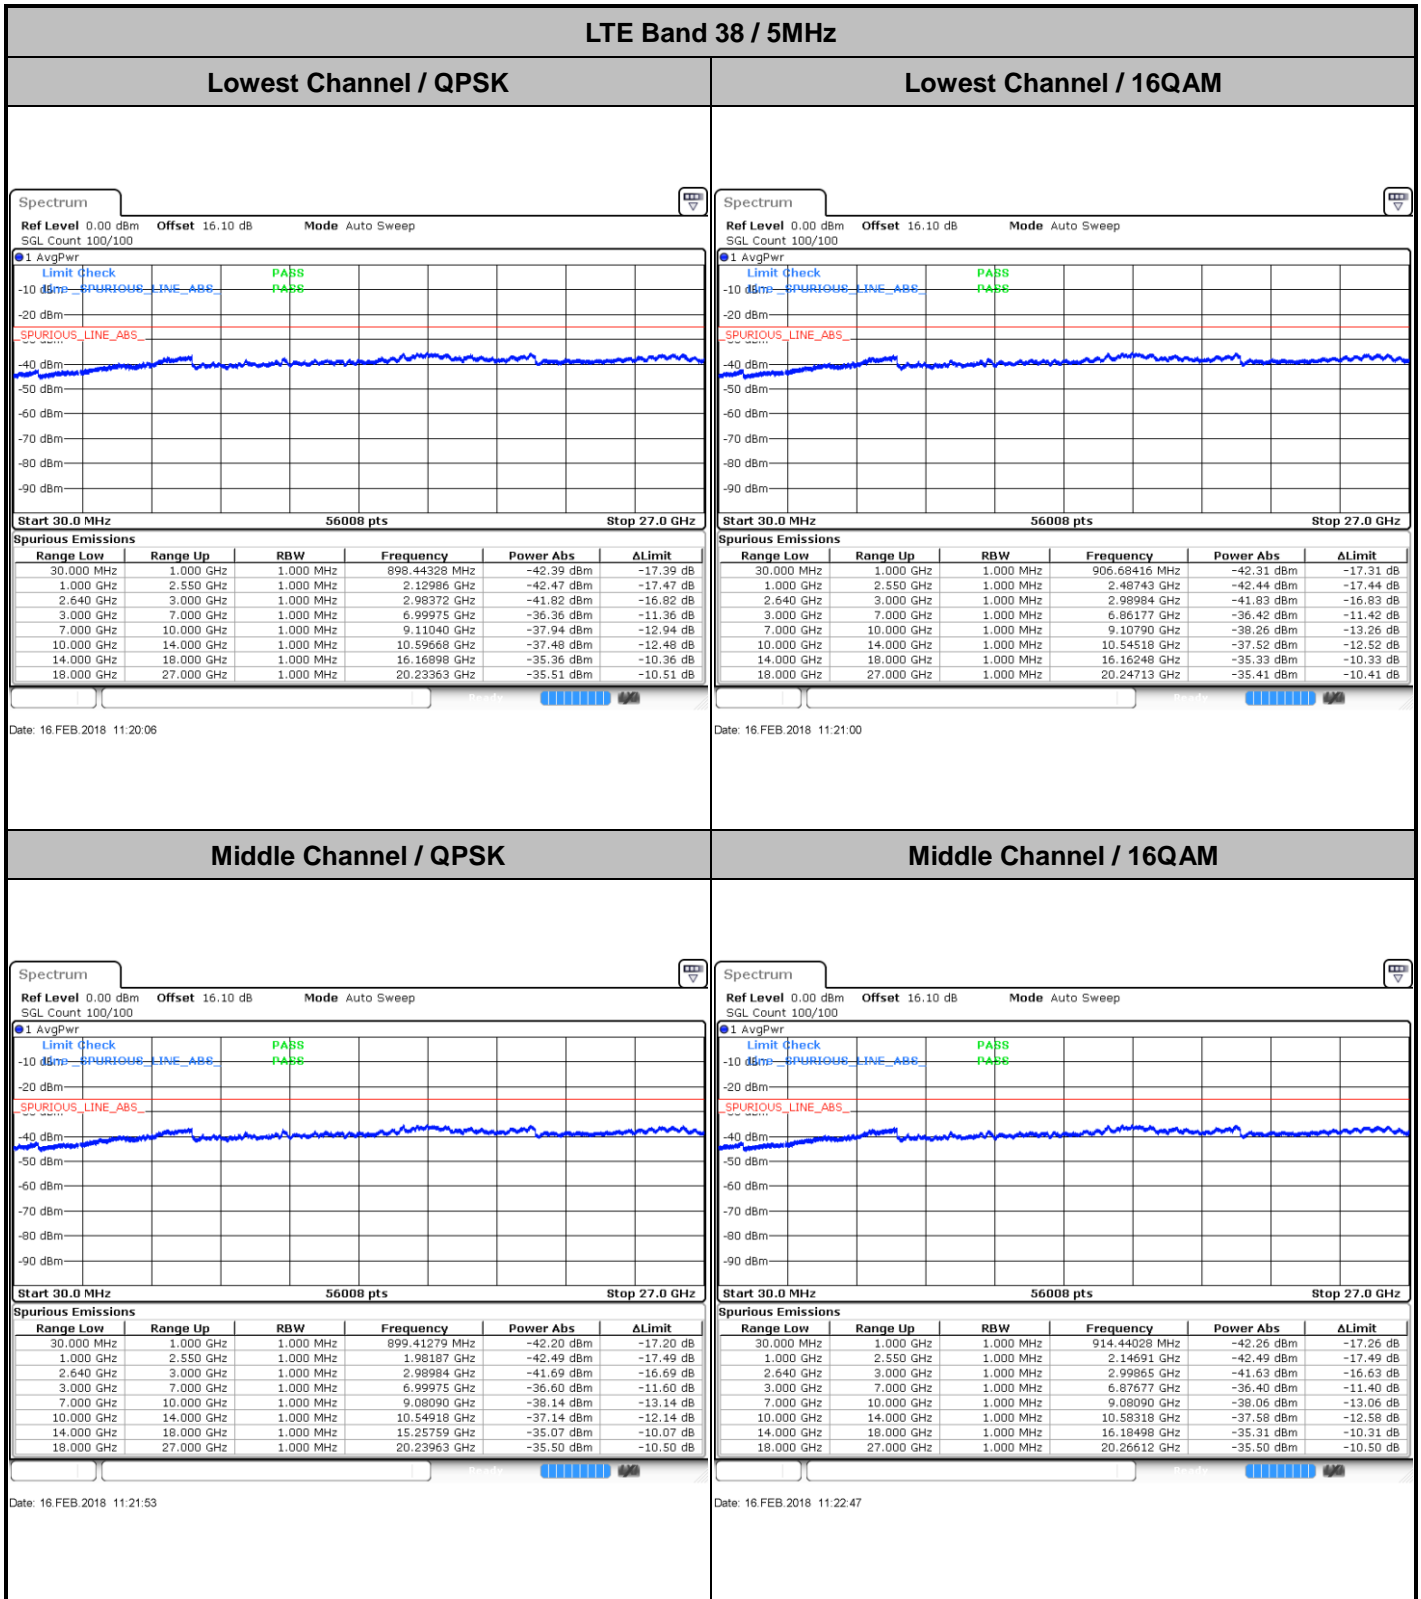 LTE Band 38 / 5MHz
Lowest Channel / QPSK
Lowest Channel / 16QAM
Spectrum
Ref Level 0.00 dBm Offset 16.10 dB Mode Auto Sweep
SGL Count 100/100
1 AvgPwr
Limit Check PASS
-10 dBm Line _SPURIOUS_LINE_ABS_ PASS
-20 dBm
_SPURIOUS_LINE_ABS_
-40 dBm
-50 dBm
-60 dBm
-70 dBm
-80 dBm
-90 dBm
Start 30.0 MHz 56008 pts Stop 27.0 GHz
Spurious Emissions
Range Low Range Up RBW Frequency Power Abs ΔLimit
30.000 MHz 1.000 GHz 1.000 MHz 898.44328 MHz -42.39 dBm -17.39 dB
1.000 GHz 2.550 GHz 1.000 MHz 2.12986 GHz -42.47 dBm -17.47 dB
2.640 GHz 3.000 GHz 1.000 MHz 2.98372 GHz -41.82 dBm -16.82 dB
3.000 GHz 7.000 GHz 1.000 MHz 6.99975 GHz -36.36 dBm -11.36 dB
7.000 GHz 10.000 GHz 1.000 MHz 9.11040 GHz -37.94 dBm -12.94 dB
10.000 GHz 14.000 GHz 1.000 MHz 10.59668 GHz -37.48 dBm -12.48 dB
14.000 GHz 18.000 GHz 1.000 MHz 16.16898 GHz -35.36 dBm -10.36 dB
18.000 GHz 27.000 GHz 1.000 MHz 20.23363 GHz -35.51 dBm -10.51 dB
Date: 16.FEB.2018 11:20:06
Spectrum
Ref Level 0.00 dBm Offset 16.10 dB Mode Auto Sweep
SGL Count 100/100
1 AvgPwr
Limit Check PASS
-10 dBm Line _SPURIOUS_LINE_ABS_ PASS
-20 dBm
_SPURIOUS_LINE_ABS_
-40 dBm
-50 dBm
-60 dBm
-70 dBm
-80 dBm
-90 dBm
Start 30.0 MHz 56008 pts Stop 27.0 GHz
Spurious Emissions
Range Low Range Up RBW Frequency Power Abs ΔLimit
30.000 MHz 1.000 GHz 1.000 MHz 906.68416 MHz -42.31 dBm -17.31 dB
1.000 GHz 2.550 GHz 1.000 MHz 2.48743 GHz -42.44 dBm -17.44 dB
2.640 GHz 3.000 GHz 1.000 MHz 2.98984 GHz -41.83 dBm -16.83 dB
3.000 GHz 7.000 GHz 1.000 MHz 6.86177 GHz -36.42 dBm -11.42 dB
7.000 GHz 10.000 GHz 1.000 MHz 9.10790 GHz -38.26 dBm -13.26 dB
10.000 GHz 14.000 GHz 1.000 MHz 10.54518 GHz -37.52 dBm -12.52 dB
14.000 GHz 18.000 GHz 1.000 MHz 16.16248 GHz -35.33 dBm -10.33 dB
18.000 GHz 27.000 GHz 1.000 MHz 20.24713 GHz -35.41 dBm -10.41 dB
Date: 16.FEB.2018 11:21:00
Middle Channel / QPSK
Middle Channel / 16QAM
Spectrum
Ref Level 0.00 dBm Offset 16.10 dB Mode Auto Sweep
SGL Count 100/100
1 AvgPwr
Limit Check PASS
-10 dBm Line _SPURIOUS_LINE_ABS_ PASS
-20 dBm
_SPURIOUS_LINE_ABS_
-40 dBm
-50 dBm
-60 dBm
-70 dBm
-80 dBm
-90 dBm
Start 30.0 MHz 56008 pts Stop 27.0 GHz
Spurious Emissions
Range Low Range Up RBW Frequency Power Abs ΔLimit
30.000 MHz 1.000 GHz 1.000 MHz 899.41279 MHz -42.20 dBm -17.20 dB
1.000 GHz 2.550 GHz 1.000 MHz 1.98187 GHz -42.49 dBm -17.49 dB
2.640 GHz 3.000 GHz 1.000 MHz 2.98984 GHz -41.69 dBm -16.69 dB
3.000 GHz 7.000 GHz 1.000 MHz 6.99975 GHz -36.60 dBm -11.60 dB
7.000 GHz 10.000 GHz 1.000 MHz 9.08090 GHz -38.14 dBm -13.14 dB
10.000 GHz 14.000 GHz 1.000 MHz 10.54918 GHz -37.14 dBm -12.14 dB
14.000 GHz 18.000 GHz 1.000 MHz 15.25759 GHz -35.07 dBm -10.07 dB
18.000 GHz 27.000 GHz 1.000 MHz 20.23963 GHz -35.50 dBm -10.50 dB
Date: 16.FEB.2018 11:21:53
Spectrum
Ref Level 0.00 dBm Offset 16.10 dB Mode Auto Sweep
SGL Count 100/100
1 AvgPwr
Limit Check PASS
-10 dBm Line _SPURIOUS_LINE_ABS_ PASS
-20 dBm
_SPURIOUS_LINE_ABS_
-40 dBm
-50 dBm
-60 dBm
-70 dBm
-80 dBm
-90 dBm
Start 30.0 MHz 56008 pts Stop 27.0 GHz
Spurious Emissions
Range Low Range Up RBW Frequency Power Abs ΔLimit
30.000 MHz 1.000 GHz 1.000 MHz 914.44028 MHz -42.26 dBm -17.26 dB
1.000 GHz 2.550 GHz 1.000 MHz 2.14691 GHz -42.49 dBm -17.49 dB
2.640 GHz 3.000 GHz 1.000 MHz 2.99865 GHz -41.63 dBm -16.63 dB
3.000 GHz 7.000 GHz 1.000 MHz 6.87677 GHz -36.40 dBm -11.40 dB
7.000 GHz 10.000 GHz 1.000 MHz 9.08090 GHz -38.06 dBm -13.06 dB
10.000 GHz 14.000 GHz 1.000 MHz 10.58318 GHz -37.58 dBm -12.58 dB
14.000 GHz 18.000 GHz 1.000 MHz 16.18498 GHz -35.31 dBm -10.31 dB
18.000 GHz 27.000 GHz 1.000 MHz 20.26612 GHz -35.50 dBm -10.50 dB
Date: 16.FEB.2018 11:22:47